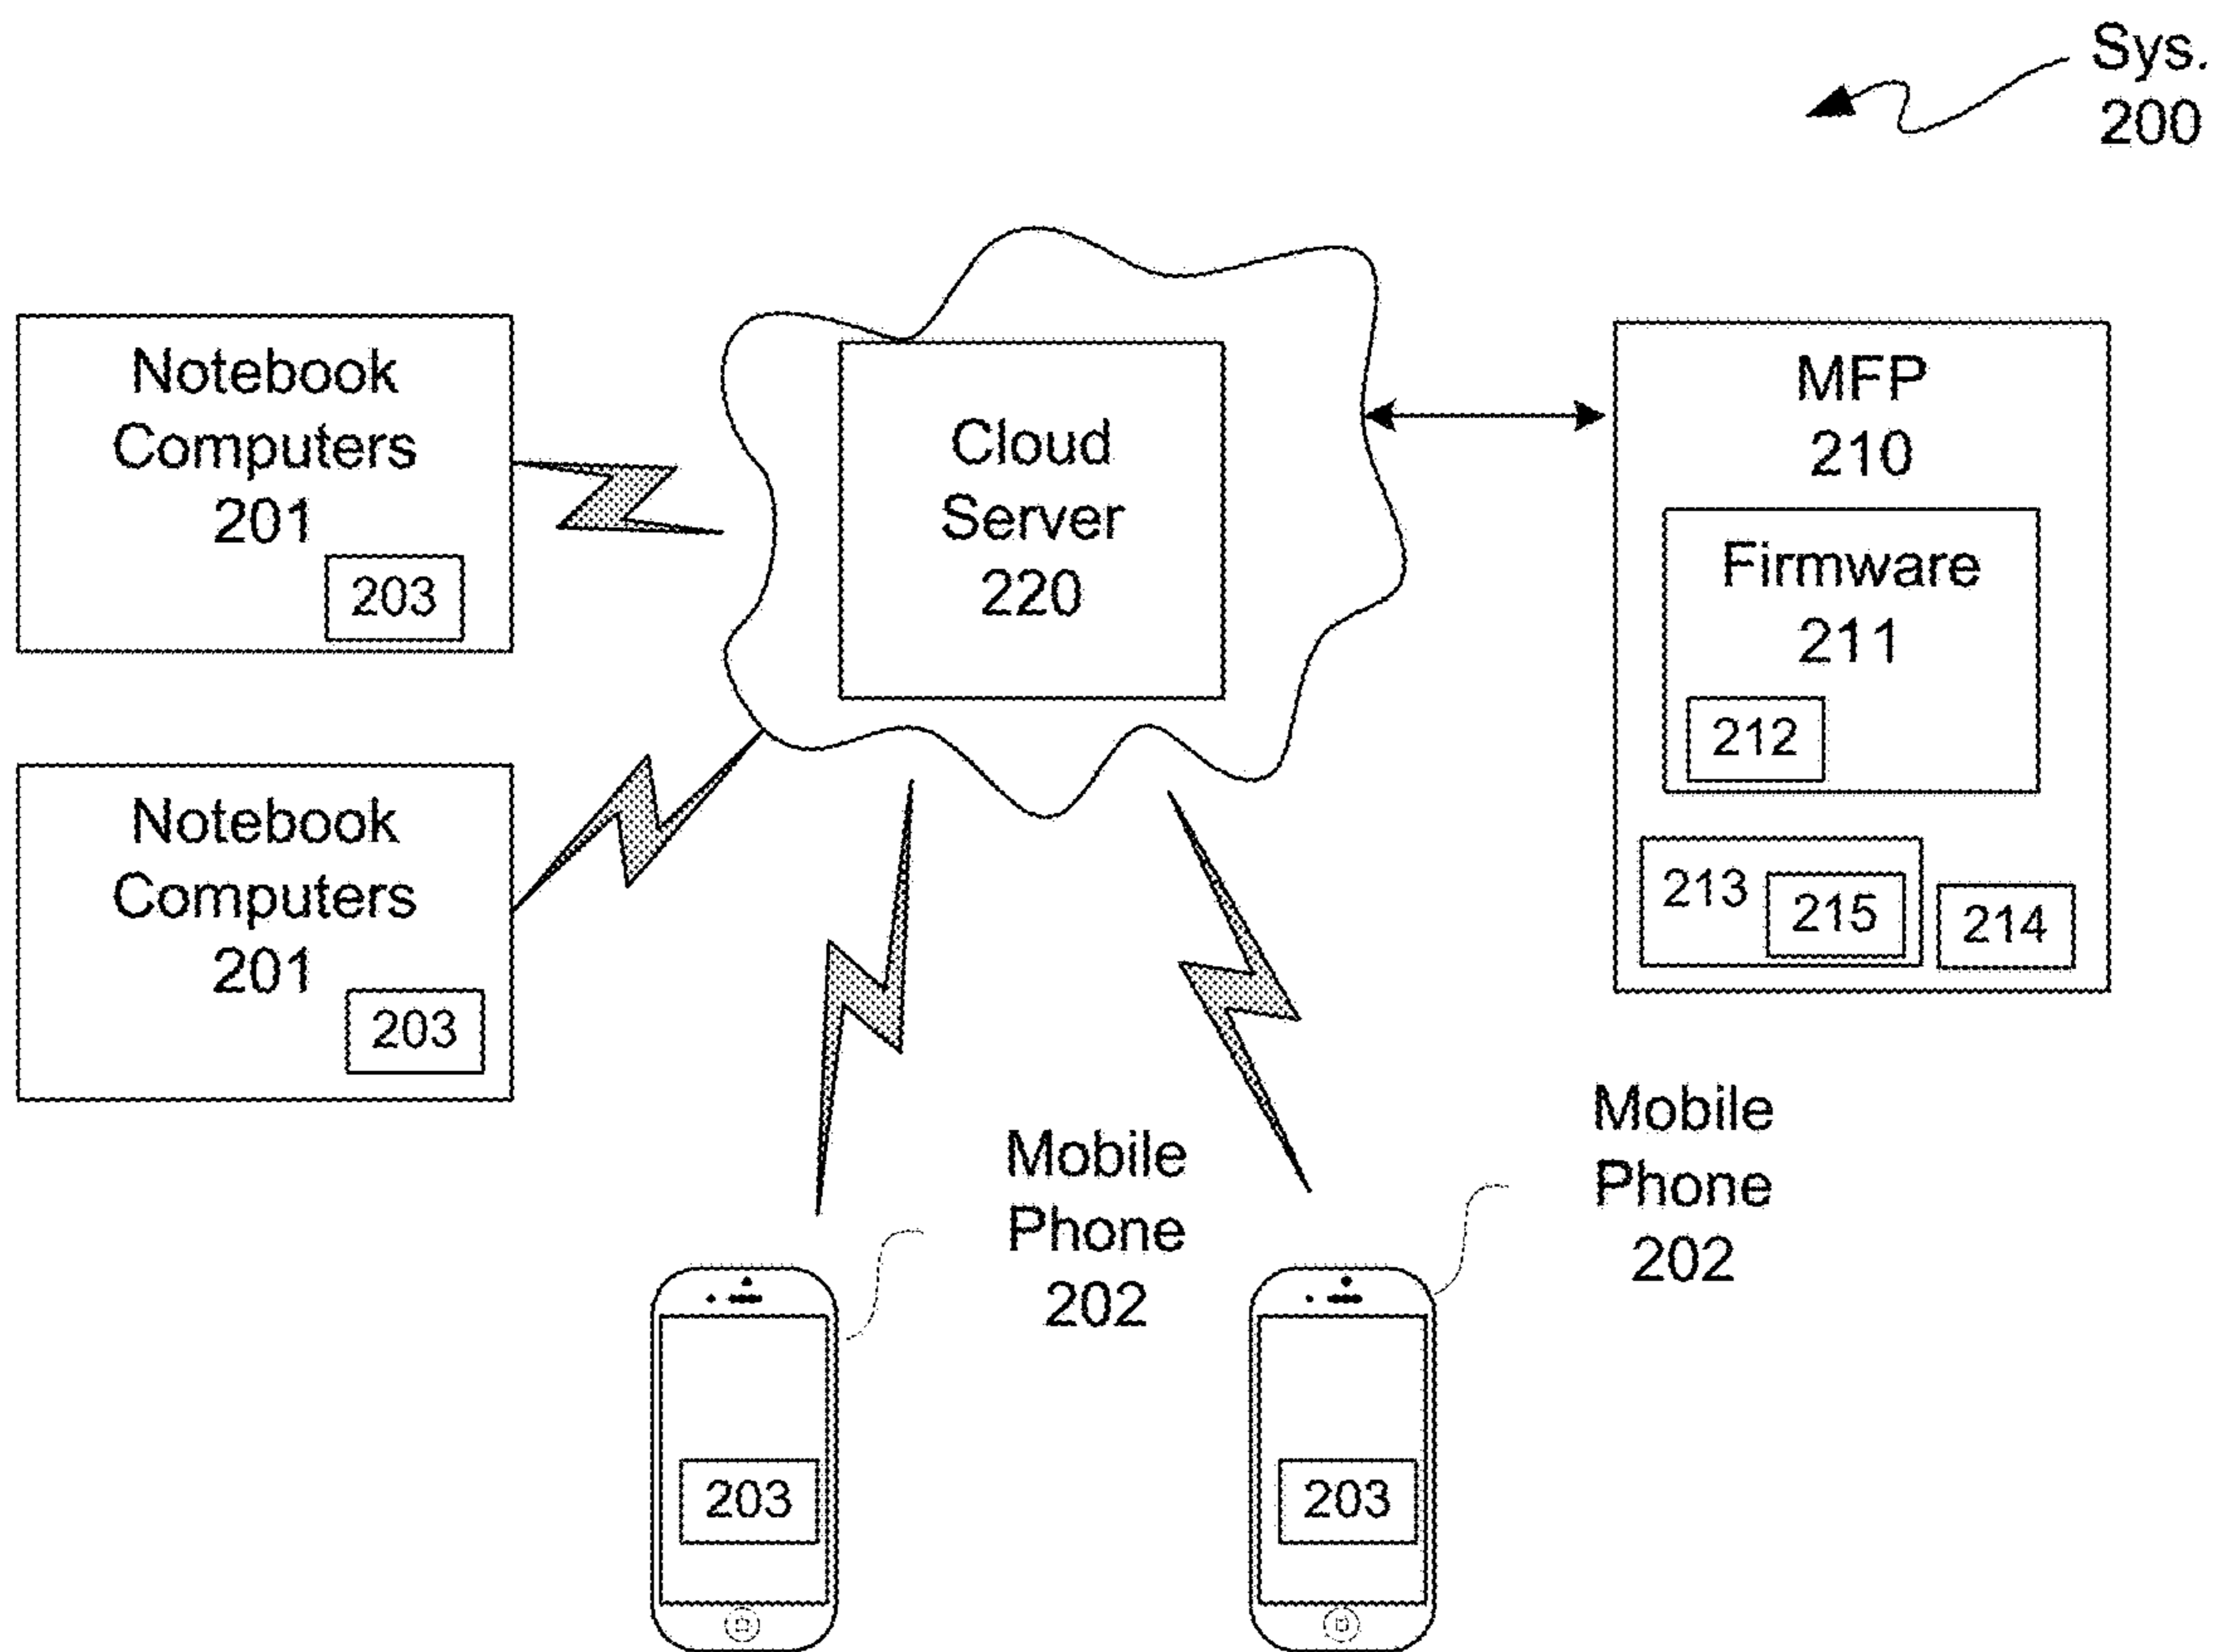 Sys.
200
Notebook
Computers
201
203
Cloud
Server
220
MFP
210
Firmware
211
212
213
215
214
Notebook
Computers
201
203
Mobile
Phone
202
Mobile
Phone
202
203
203